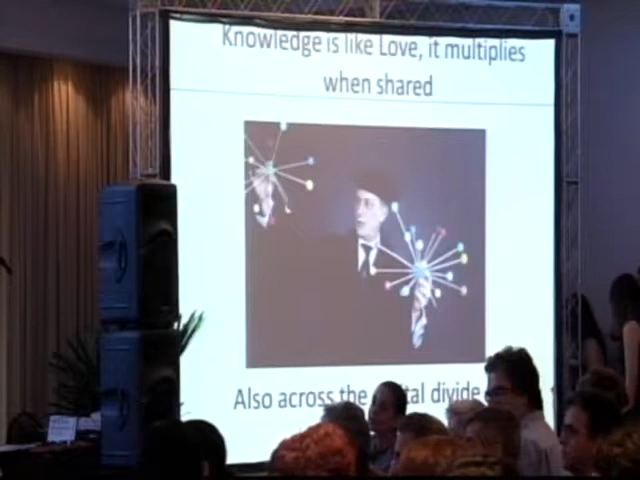 Knowledge is like Love, it multiplies
when shared
Also across the divide